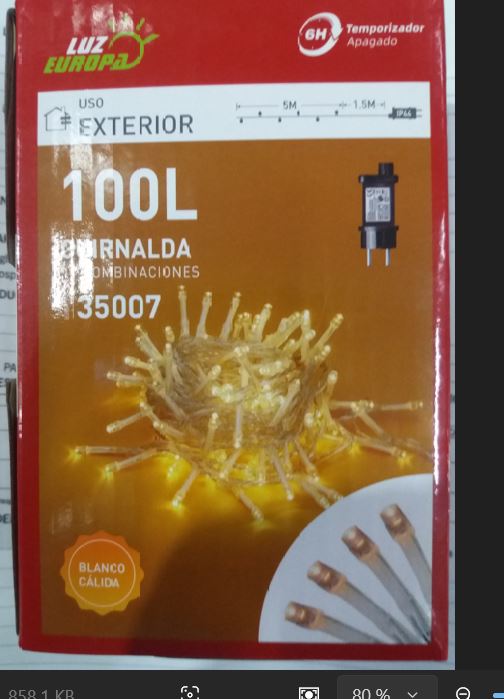 LUZ
EUROPA
6H
Temporizador
Apagado
USO
EXTERIOR
5M
1.5M
IP44
100L
35007
BLANCO
CÁLIDA
858.1 KB
80 %